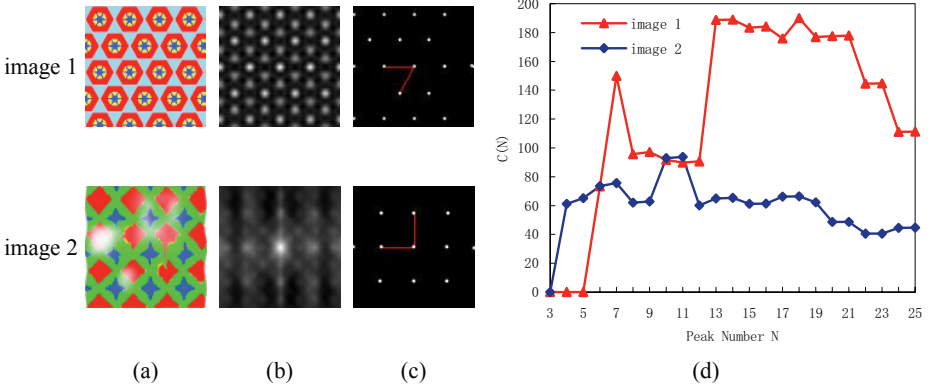 image 1
image 2
(a)
(b)
(c)
200
180
160
140
120
100
80
60
40
20
0
C(N)
image 1
image 2
3 5 7 9 11 13 15 17 19 21 23 25
Peak Number N
(d)